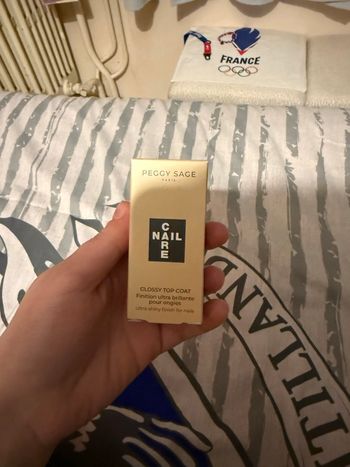 FRANCE
PEGGY SAGE
PARIS
CARE
NAIL
GLOSSY TOP COAT
Finition ultra brillante
pour ongles
Ultra-shiny finish for nails